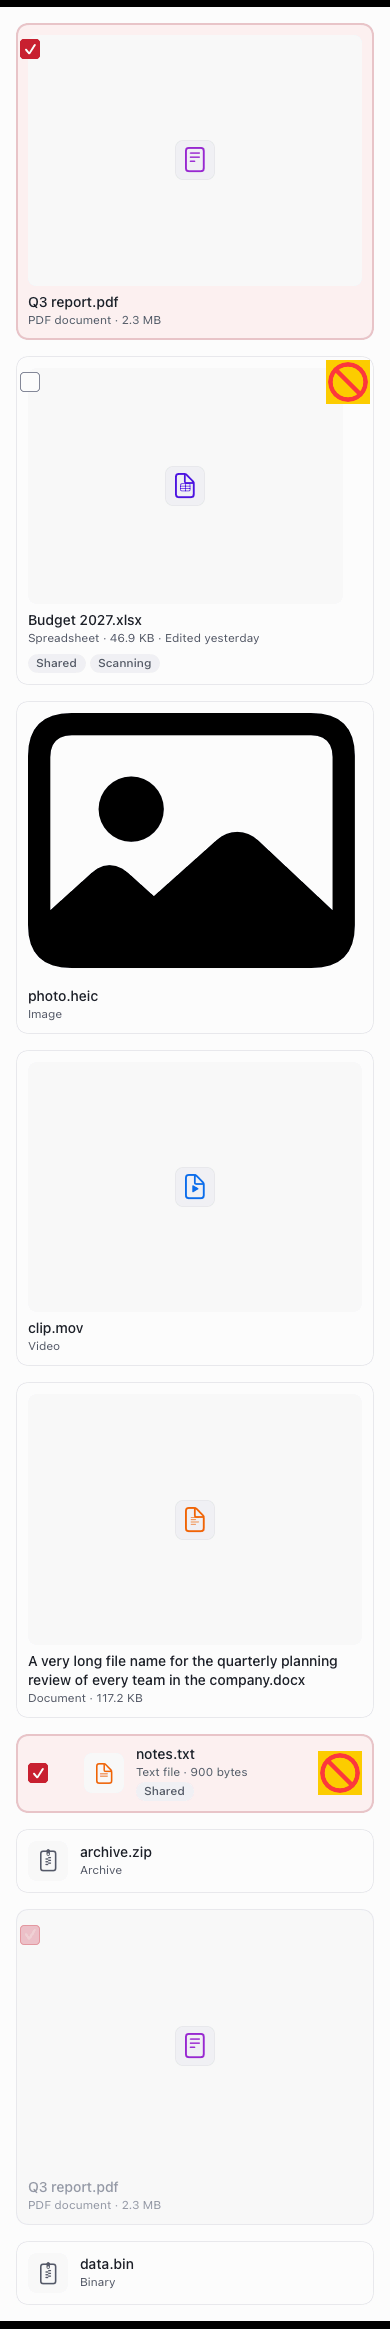 Q3 report.pdf
PDF document · 2.3 MB
Budget 2027.xlsx
Spreadsheet · 46.9 KB · Edited yesterday
Shared Scanning
photo.heic
Image
clip.mov
Video
A very long file name for the quarterly planning
review of every team in the company.docx
Document · 117.2 KB
notes.txt
Text file · 900 bytes
Shared
archive.zip
Archive
Q3 report.pdf
PDF document · 2.3 MB
data.bin
Binary